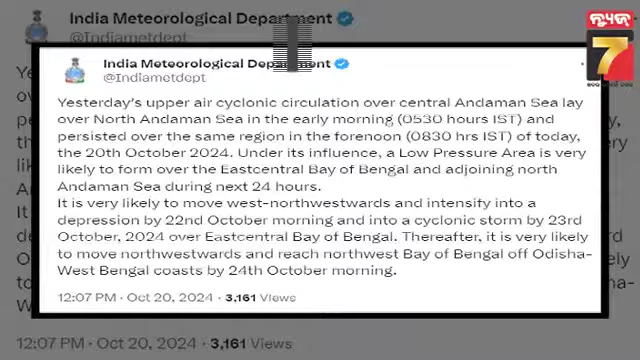 India Meteorological Department
@Indiametdept
ନ୍ୟୁଜ୍
7
India Meteorological Department
@Indiametdept
Yesterday's upper air cyclonic circulation over central Andaman Sea lay
over North Andaman Sea in the early morning (0530 hours IST) and
persisted over the same region in the forenoon (0830 hrs IST) of today,
the 20th October 2024. Under its influence, a Low Pressure Area is very
likely to form over the Eastcentral Bay of Bengal and adjoining north
Andaman Sea during next 24 hours.
It is very likely to move west-northwestwards and intensify into a
depression by 22nd October morning and into a cyclonic storm by 23rd
October, 2024 over Eastcentral Bay of Bengal. Thereafter, it is very likely
to move northwestwards and reach northwest Bay of Bengal off Odisha-
West Bengal coasts by 24th October morning.
12:07 PM · Oct 20, 2024 · 3,161 Views
12:07 PM · Oct 20, 2024 · 3,161 Views